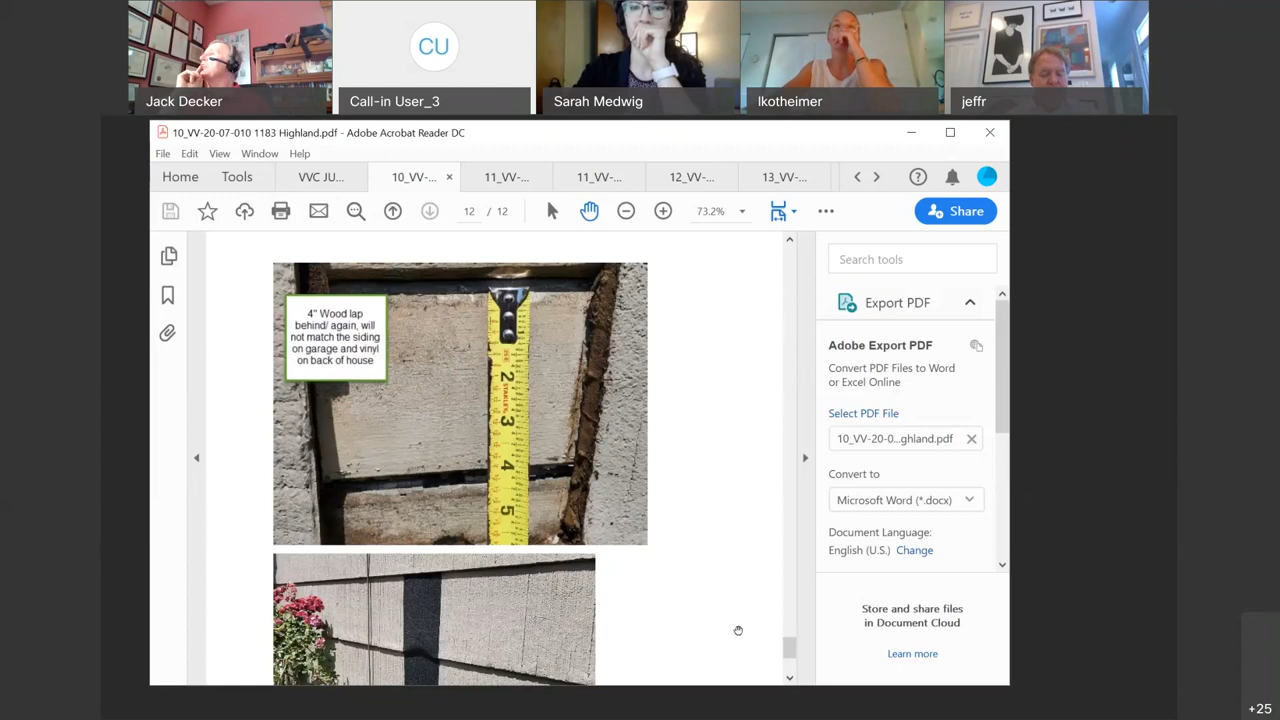 CU
Jack Decker
Call-in User_3
Sarah Medwig
lkotheimer
jeffr
10_VV-20-07-010 1183 Highland.pdf - Adobe Acrobat Reader DC
File Edit View Window Help
Home Tools VVC JU... 10_VV-... × 11_VV-... 11_VV-... 12_VV-... 13_VV-...
12 / 12 73.2% Share
4" Wood lap
behind/ again, will
not match the siding
on garage and vinyl
on back of house
2
STANLEY
3
4
5
Search tools
Export PDF
Adobe Export PDF
Convert PDF Files to Word
or Excel Online
Select PDF File
10_VV-20-0...ghland.pdf
Convert to
Microsoft Word (*.docx)
Document Language:
English (U.S.) Change
Store and share files
in Document Cloud
Learn more
+25